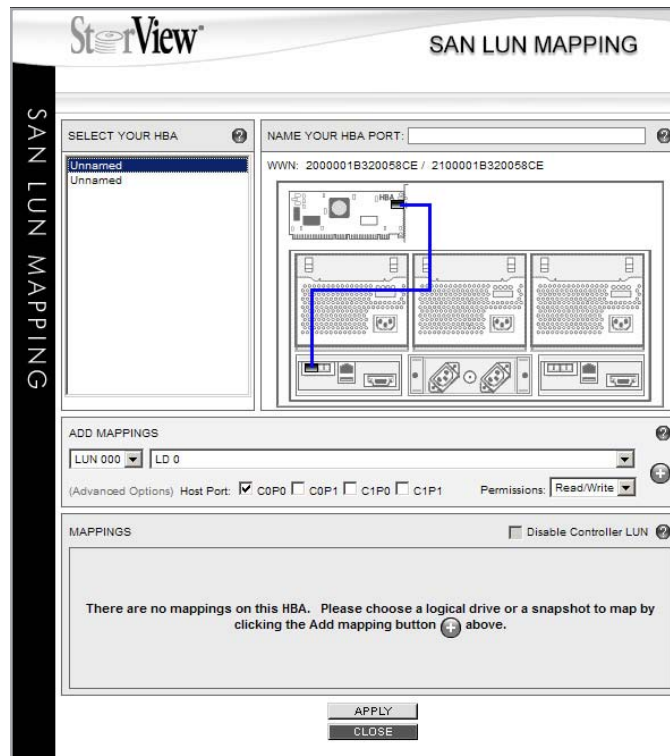 StorView
SAN LUN MAPPING
SAN LUN MAPPING
SELECT YOUR HBA
Unnamed
Unnamed
NAME YOUR HBA PORT:
WWN: 2000001B320058CE / 2100001B320058CE
HBA
ADD MAPPINGS
LUN 000 LD 0
(Advanced Options) Host Port: C0P0 C0P1 C1P0 C1P1 Permissions: Read/Write
MAPPINGS Disable Controller LUN
There are no mappings on this HBA. Please choose a logical drive or a snapshot to map by
clicking the Add mapping button above.
APPLY
CLOSE